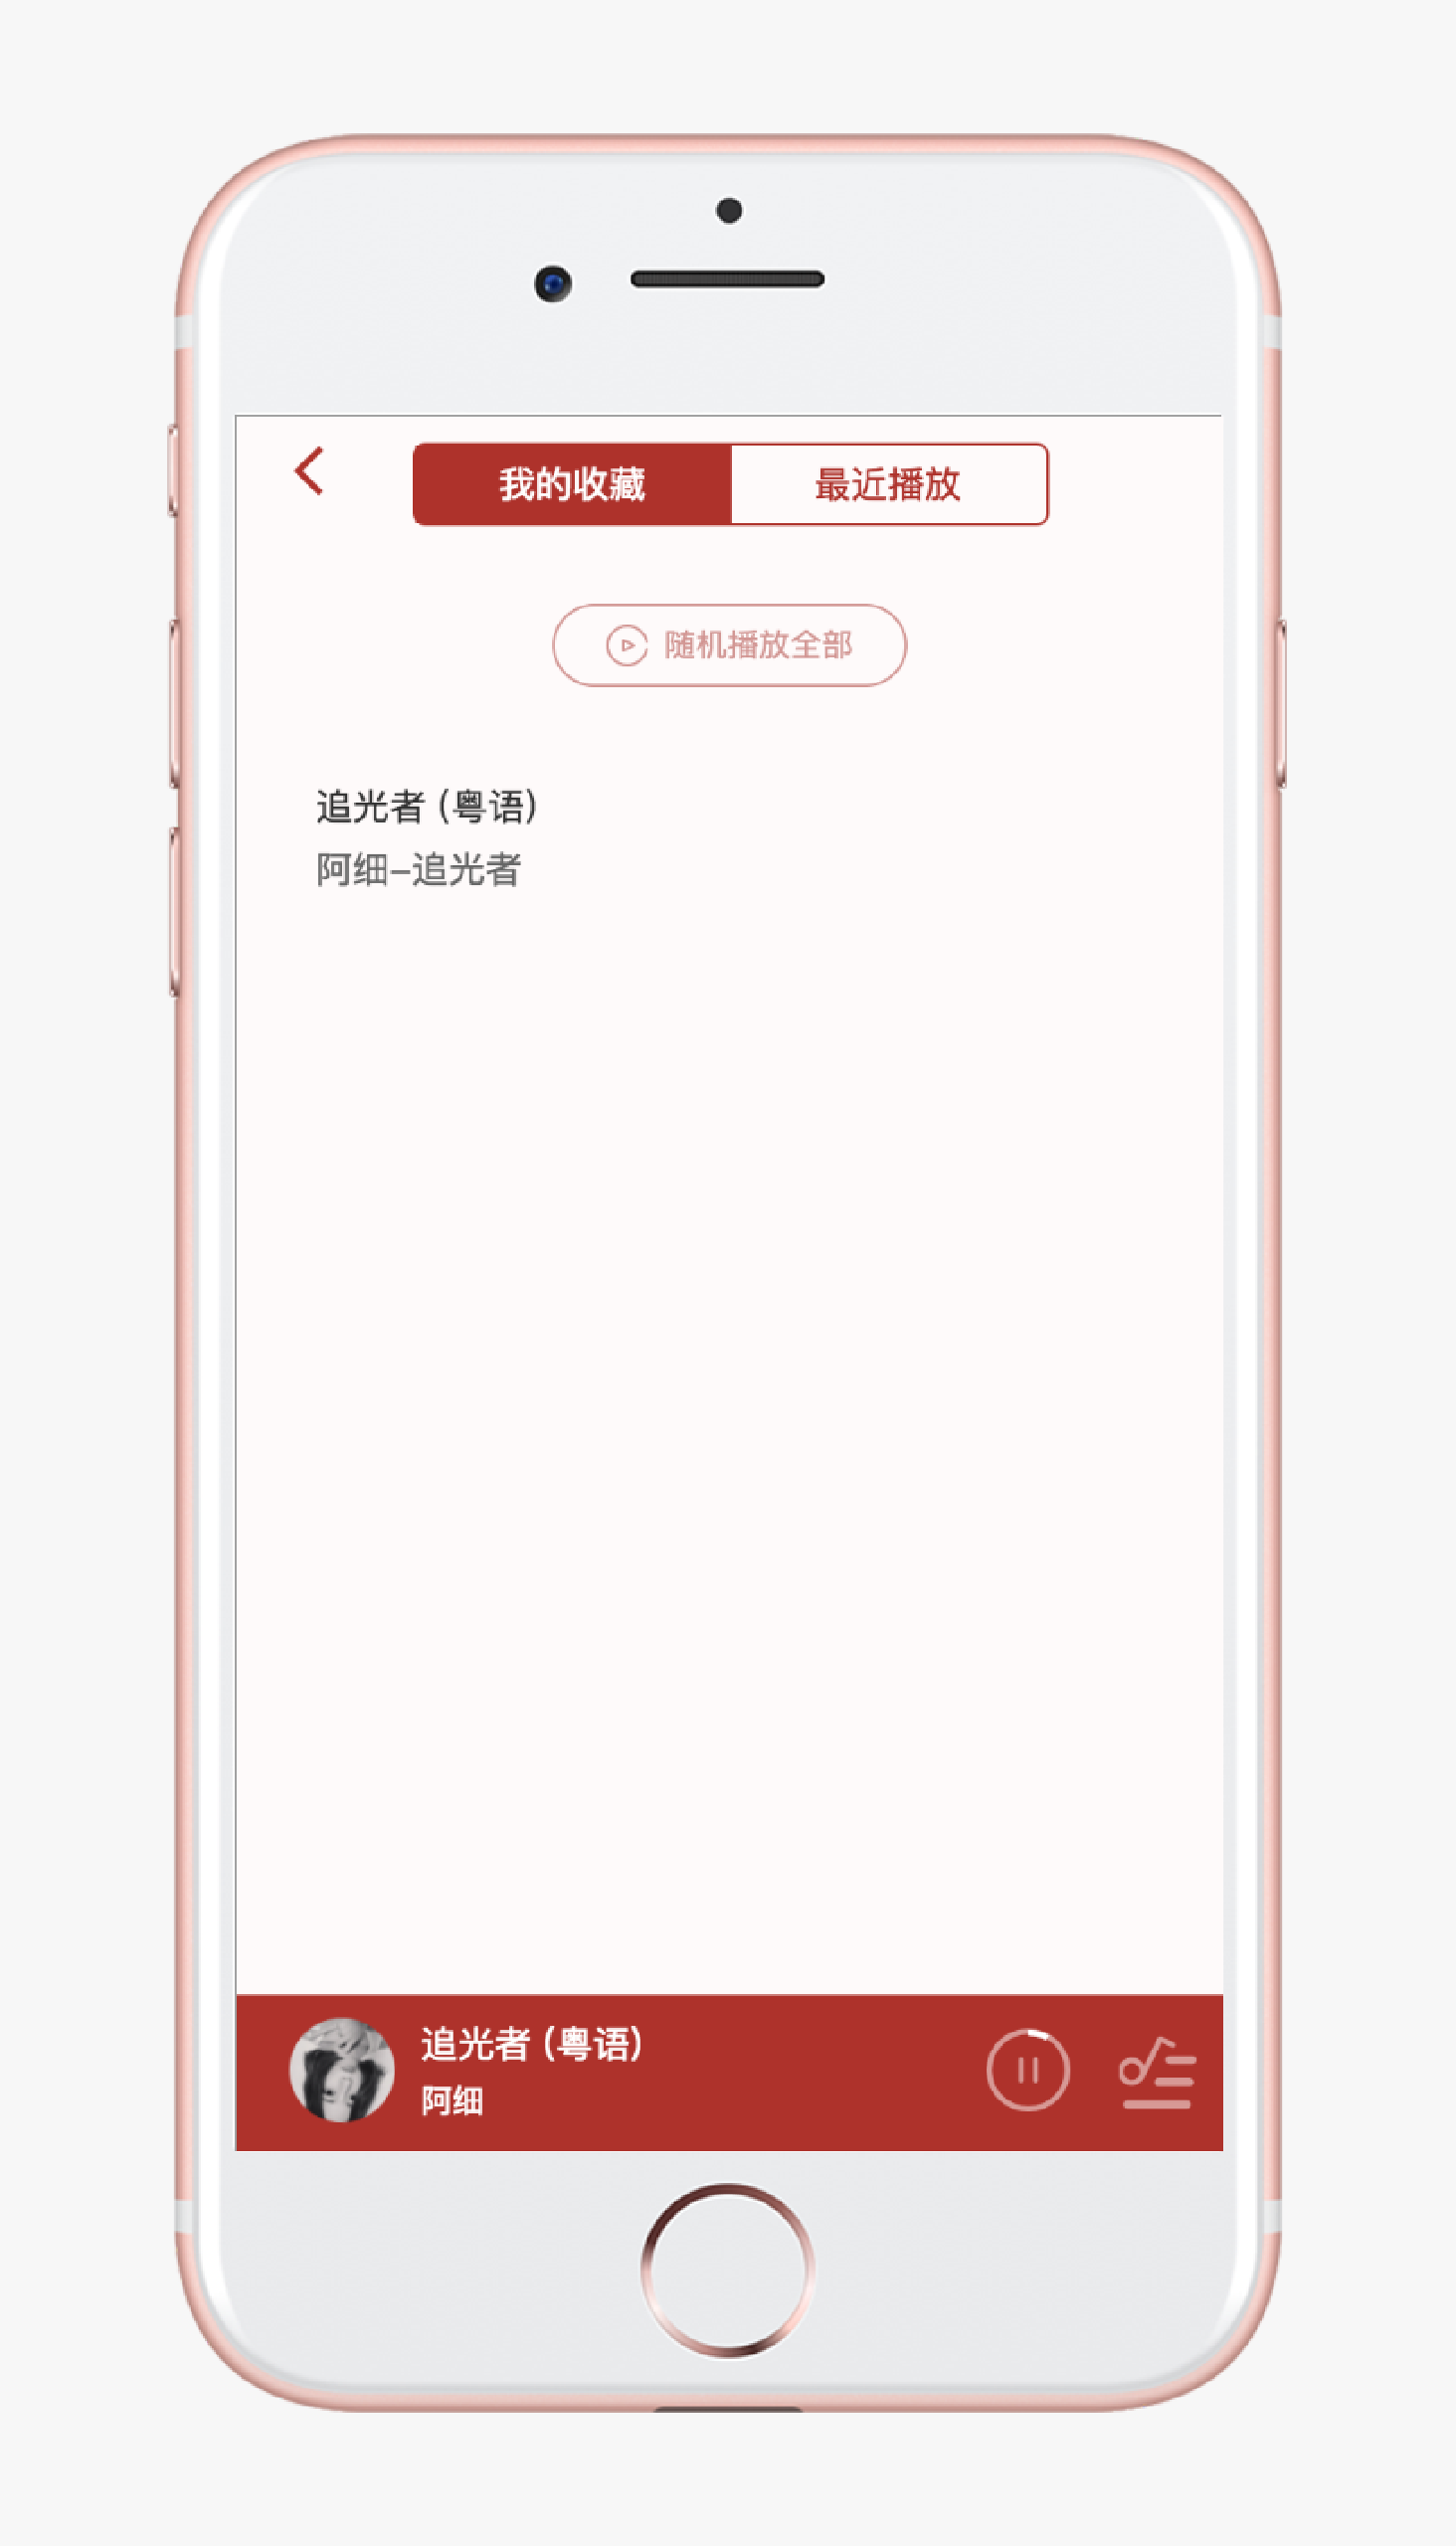 我的收藏
最近播放
随机播放全部
追光者 (粤语)
阿细-追光者
追光者 (粤语)
阿细